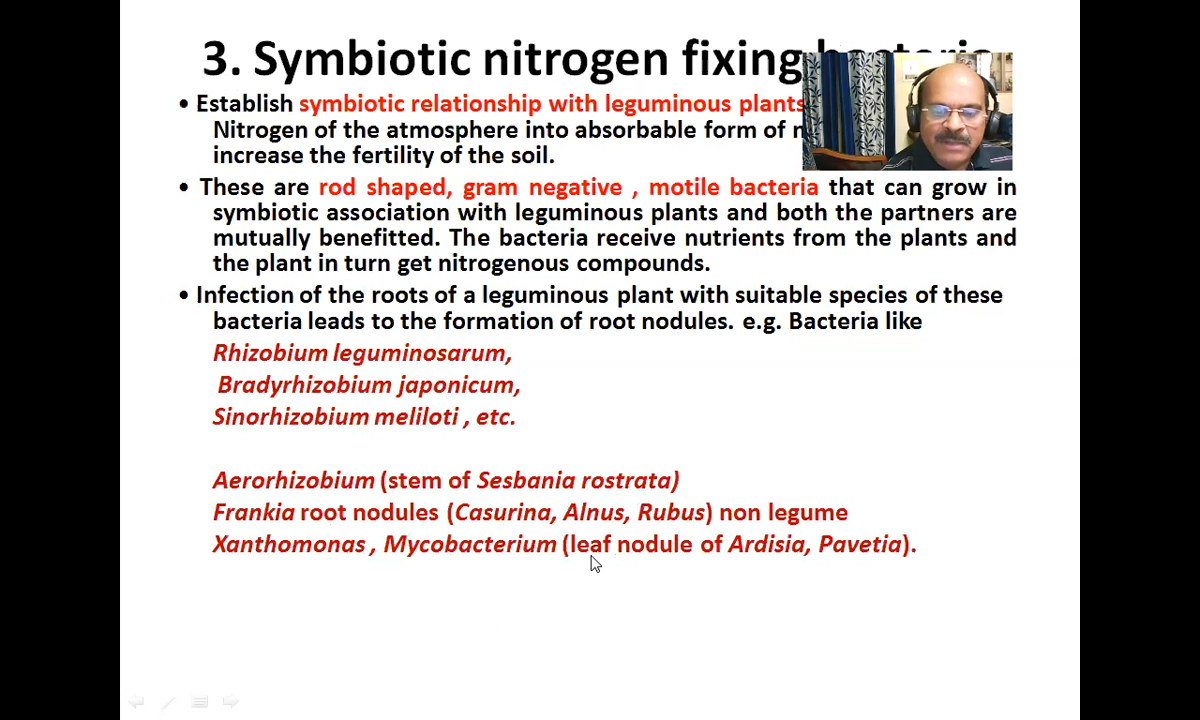 3. Symbiotic nitrogen fixing
• Establish symbiotic relationship with leguminous plants
Nitrogen of the atmosphere into absorbable form of
increase the fertility of the soil.
• These are rod shaped, gram negative , motile bacteria that can grow in
symbiotic association with leguminous plants and both the partners are
mutually benefitted. The bacteria receive nutrients from the plants and
the plant in turn get nitrogenous compounds.
• Infection of the roots of a leguminous plant with suitable species of these
bacteria leads to the formation of root nodules. e.g. Bacteria like
Rhizobium leguminosarum,
Bradyrhizobium japonicum,
Sinorhizobium meliloti , etc.
Aerorhizobium (stem of Sesbania rostrata)
Frankia root nodules (Casurina, Alnus, Rubus) non legume
Xanthomonas , Mycobacterium (leaf nodule of Ardisia, Pavetia).